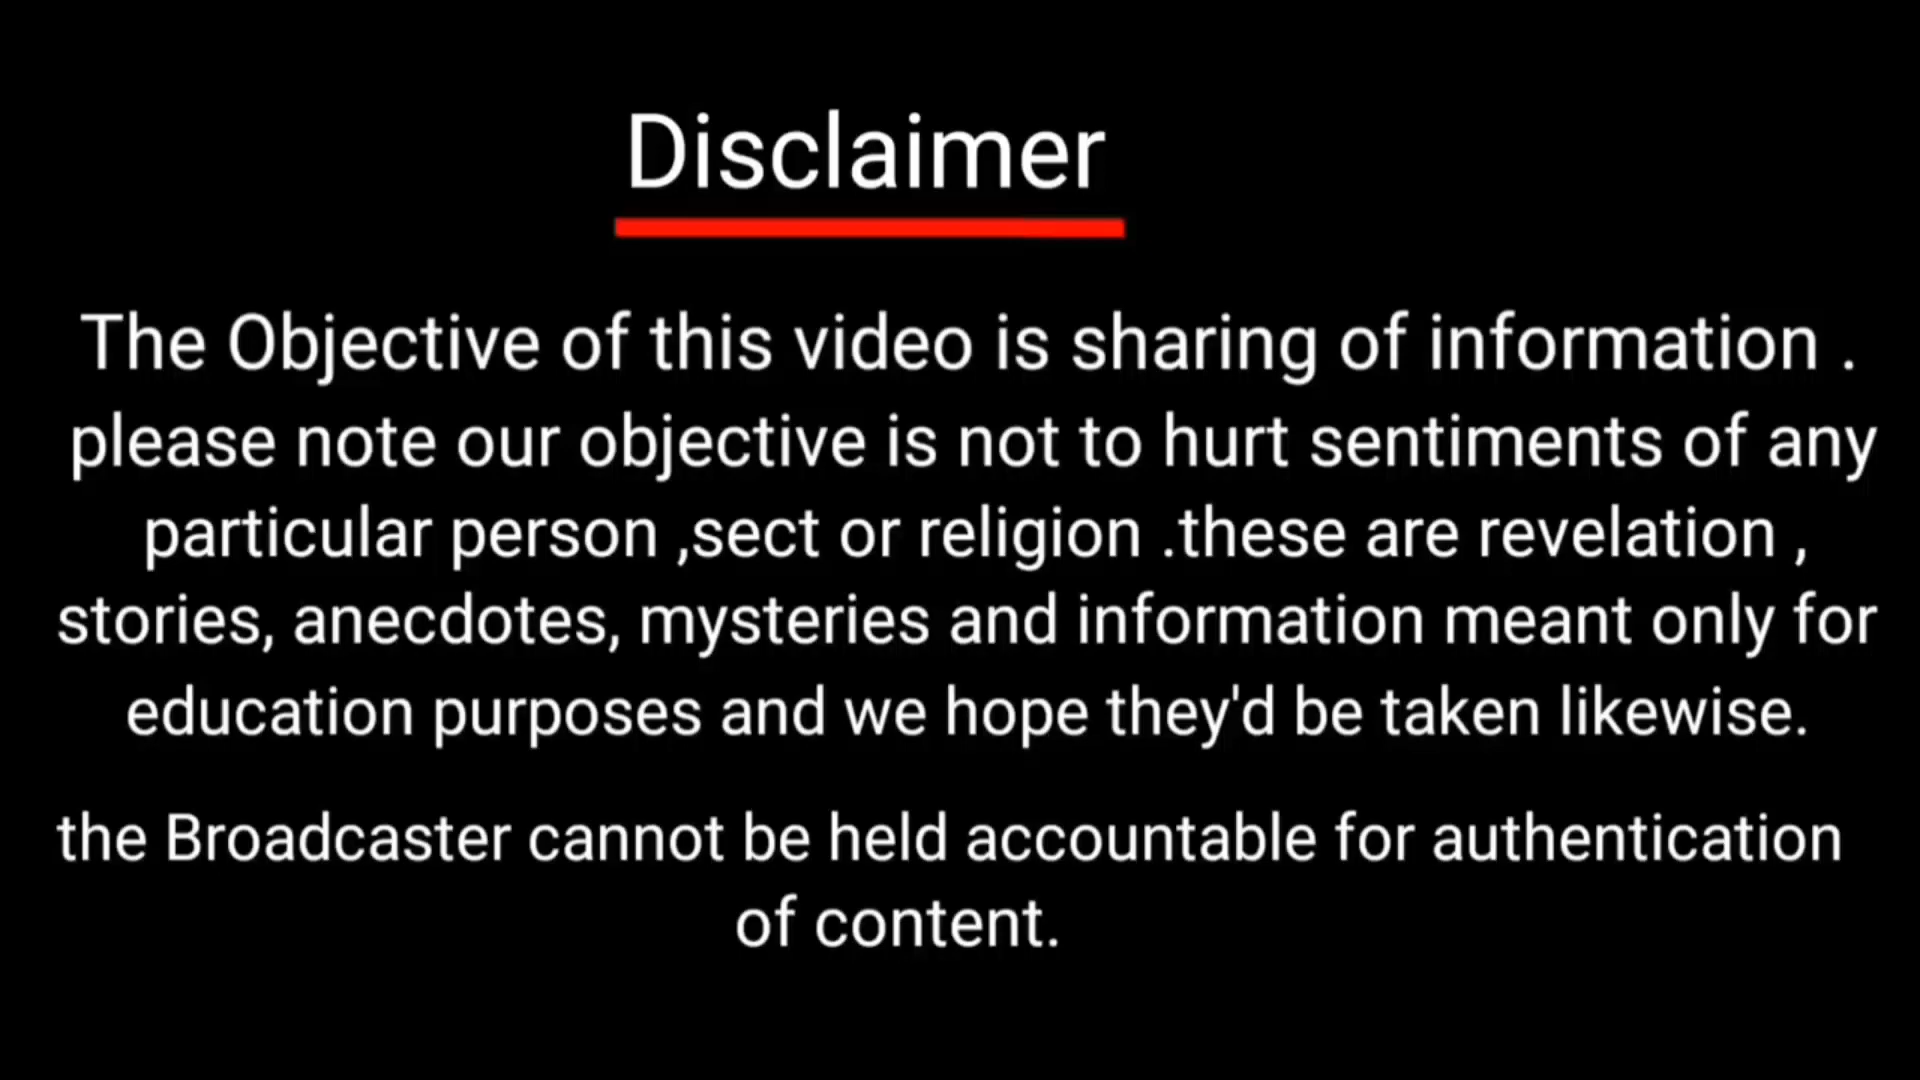 Disclaimer
The Objective of this video is sharing of information .
please note our objective is not to hurt sentiments of any
particular person ,sect or religion .these are revelation ,
stories, anecdotes, mysteries and information meant only for
education purposes and we hope they'd be taken likewise.
the Broadcaster cannot be held accountable for authentication
of content.